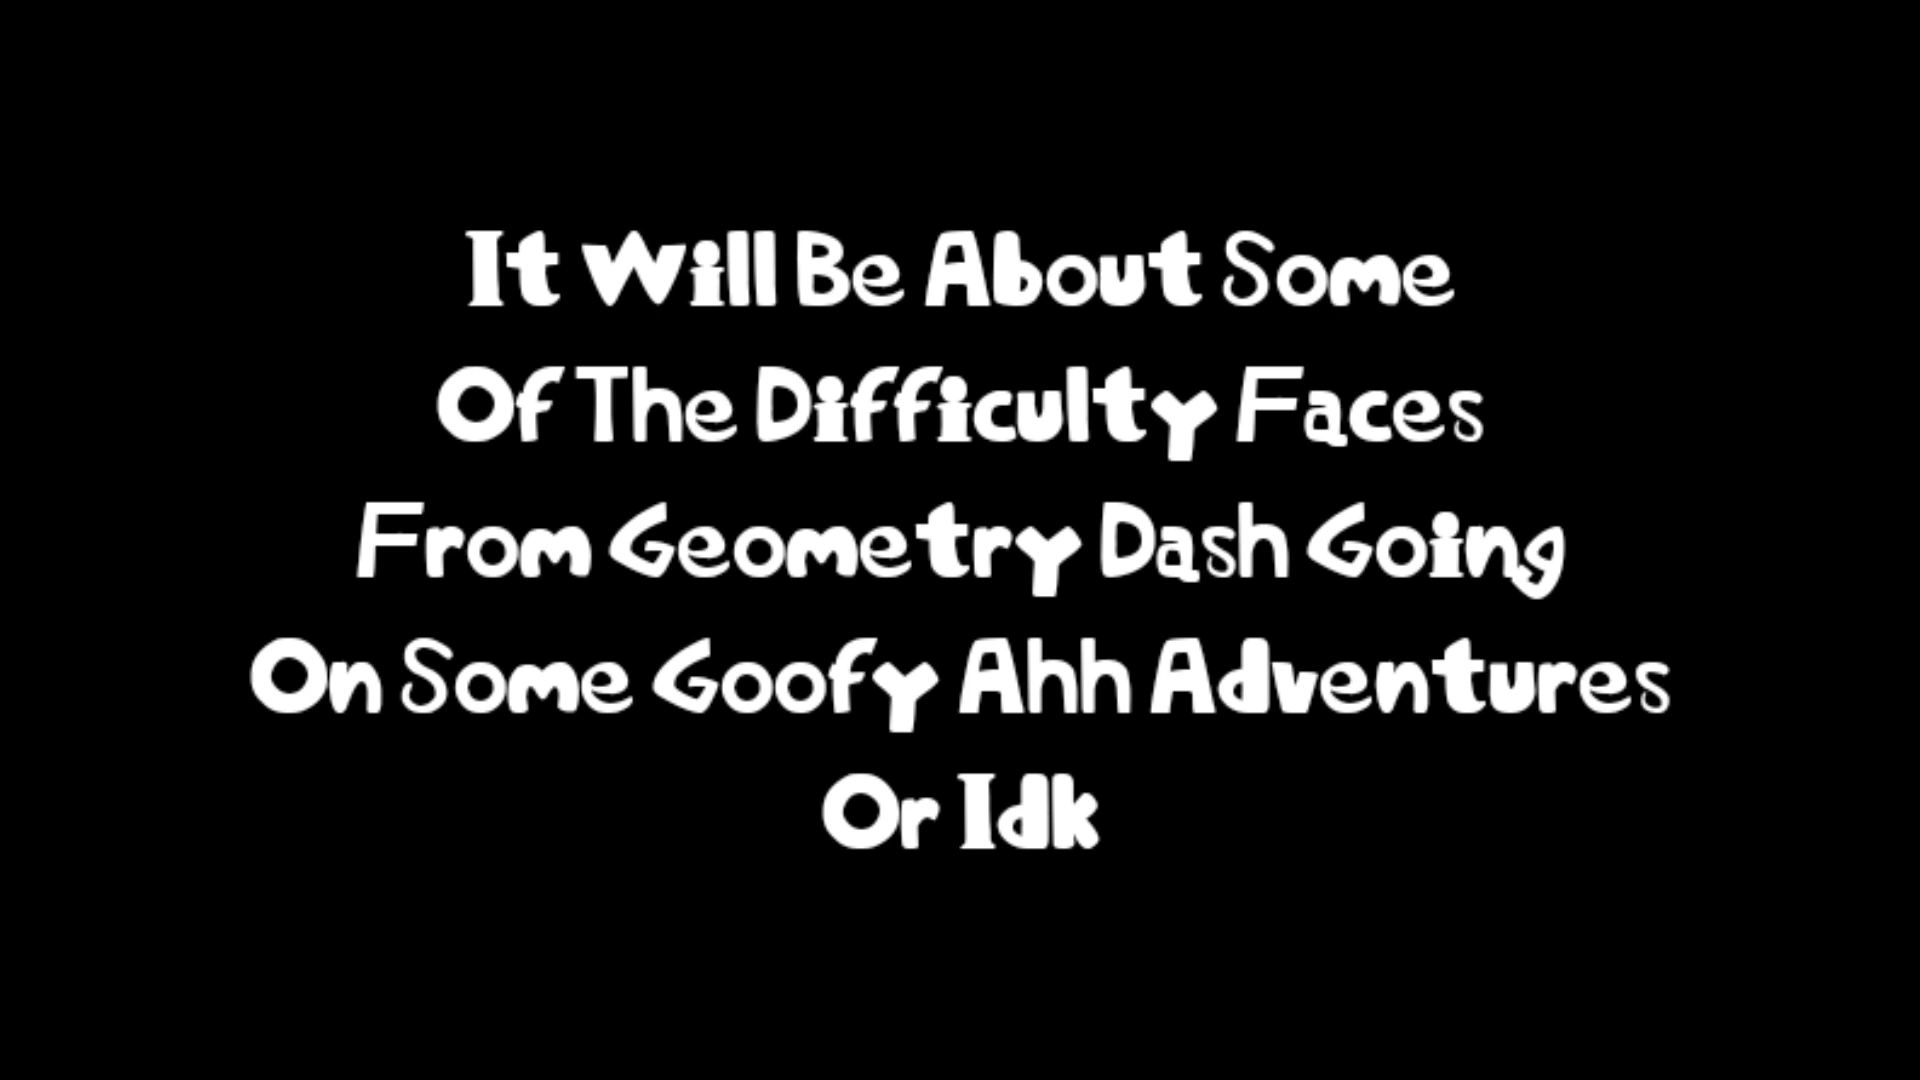 It Will Be About Some
Of The Difficulty Faces
From Geometry Dash Going
On Some Goofy Ahh Adventures
Or Idk